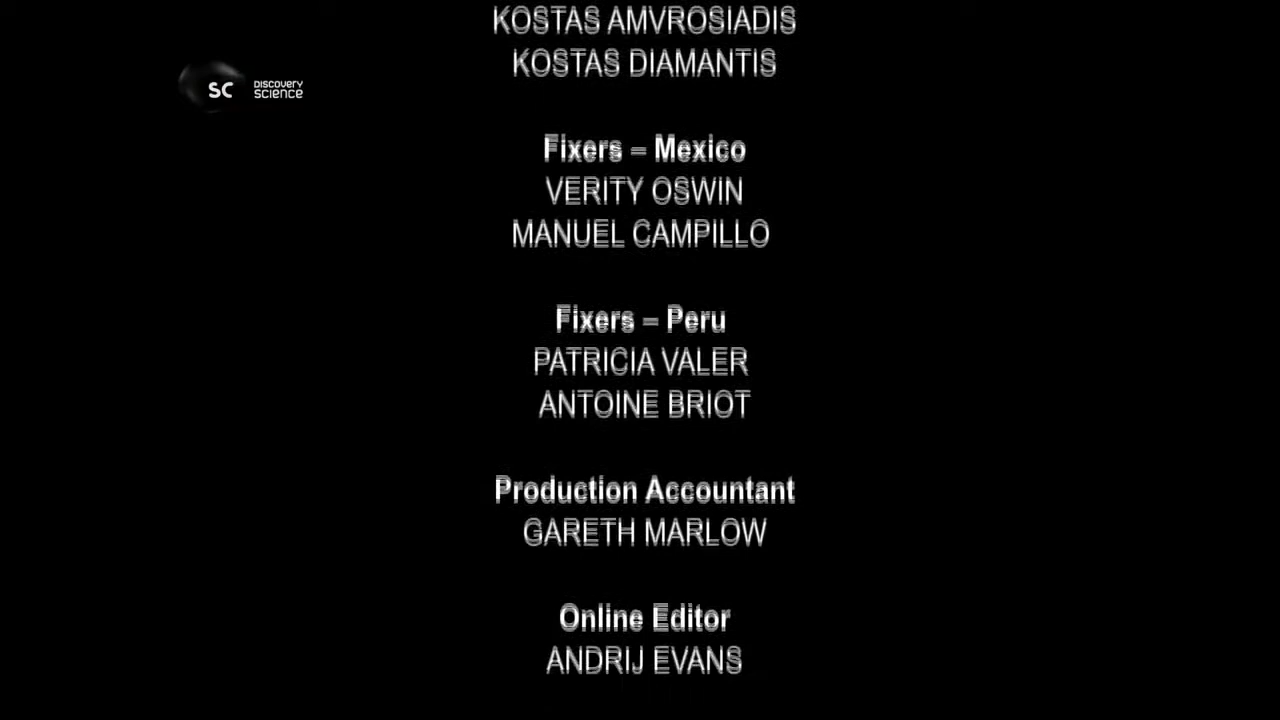 KOSTAS AMVROSIADIS
KOSTAS DIAMANTIS
SC DISCOVERY SCIENCE
Fixers – Mexico
VERITY OSWIN
MANUEL CAMPILLO
Fixers – Peru
PATRICIA VALER
ANTOINE BRIOT
Production Accountant
GARETH MARLOW
Online Editor
ANDRIJ EVANS